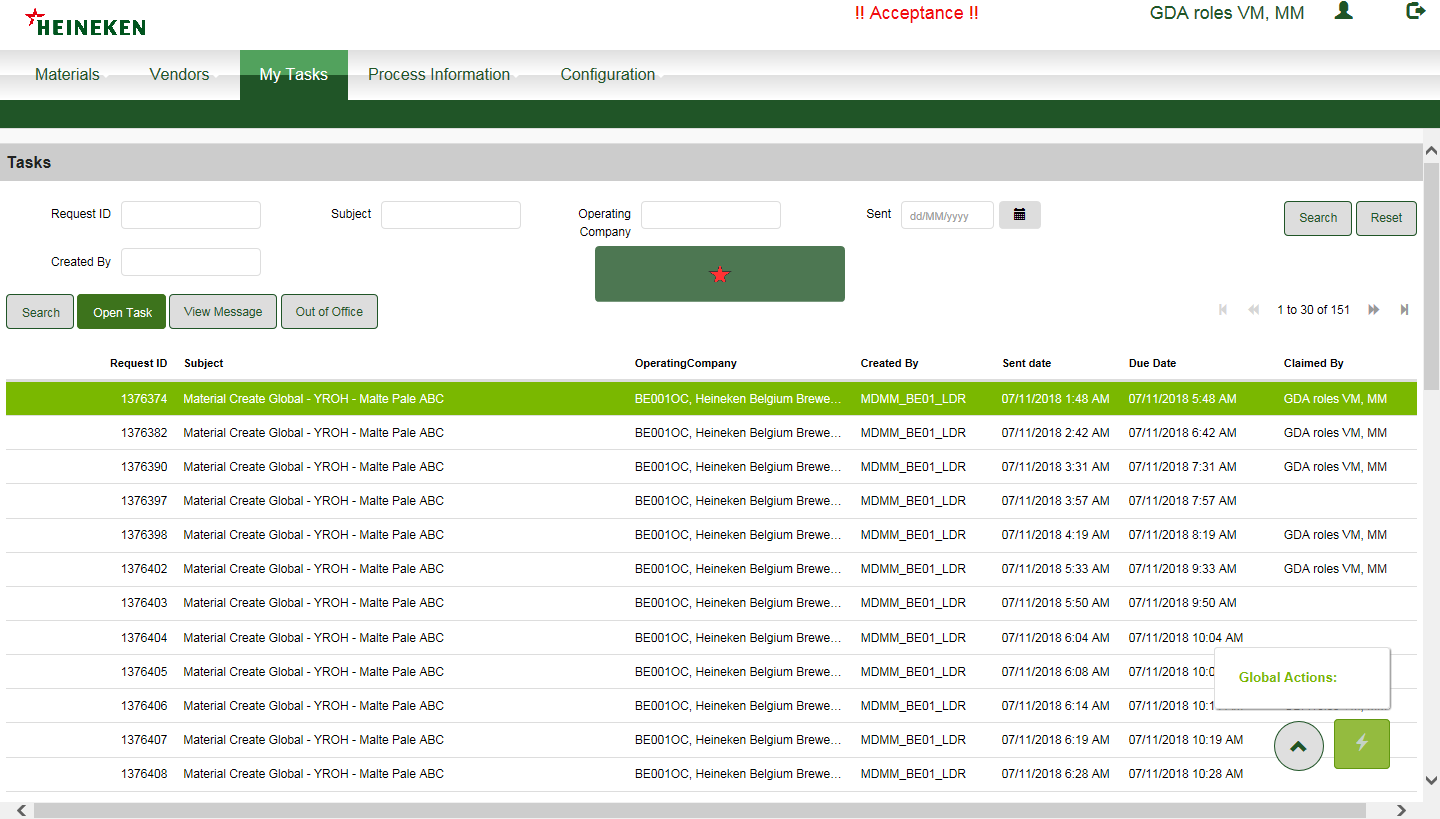 HEINEKEN
!! Acceptance !!
GDA roles VM, MM
Materials Vendors My Tasks Process Information Configuration
Tasks
Request ID Subject Operating Company Sent dd/MM/yyyy Search Reset
Created By
Search Open Task View Message Out of Office 1 to 30 of 151
Request ID Subject OperatingCompany Created By Sent date Due Date Claimed By
1376374 Material Create Global - YROH - Malte Pale ABC BE001OC, Heineken Belgium Brewe... MDMM_BE01_LDR 07/11/2018 1:48 AM 07/11/2018 5:48 AM GDA roles VM, MM
1376382 Material Create Global - YROH - Malte Pale ABC BE001OC, Heineken Belgium Brewe... MDMM_BE01_LDR 07/11/2018 2:42 AM 07/11/2018 6:42 AM GDA roles VM, MM
1376390 Material Create Global - YROH - Malte Pale ABC BE001OC, Heineken Belgium Brewe... MDMM_BE01_LDR 07/11/2018 3:31 AM 07/11/2018 7:31 AM GDA roles VM, MM
1376397 Material Create Global - YROH - Malte Pale ABC BE001OC, Heineken Belgium Brewe... MDMM_BE01_LDR 07/11/2018 3:57 AM 07/11/2018 7:57 AM
1376398 Material Create Global - YROH - Malte Pale ABC BE001OC, Heineken Belgium Brewe... MDMM_BE01_LDR 07/11/2018 4:19 AM 07/11/2018 8:19 AM GDA roles VM, MM
1376402 Material Create Global - YROH - Malte Pale ABC BE001OC, Heineken Belgium Brewe... MDMM_BE01_LDR 07/11/2018 5:33 AM 07/11/2018 9:33 AM GDA roles VM, MM
1376403 Material Create Global - YROH - Malte Pale ABC BE001OC, Heineken Belgium Brewe... MDMM_BE01_LDR 07/11/2018 5:50 AM 07/11/2018 9:50 AM
1376404 Material Create Global - YROH - Malte Pale ABC BE001OC, Heineken Belgium Brewe... MDMM_BE01_LDR 07/11/2018 6:04 AM 07/11/2018 10:04 AM
1376405 Material Create Global - YROH - Malte Pale ABC BE001OC, Heineken Belgium Brewe... MDMM_BE01_LDR 07/11/2018 6:08 AM 07/11/2018
Global Actions:
1376406 Material Create Global - YROH - Malte Pale ABC BE001OC, Heineken Belgium Brewe... MDMM_BE01_LDR 07/11/2018 6:14 AM 07/11/2018
1376407 Material Create Global - YROH - Malte Pale ABC BE001OC, Heineken Belgium Brewe... MDMM_BE01_LDR 07/11/2018 6:19 AM 07/11/2018 10:19 AM
1376408 Material Create Global - YROH - Malte Pale ABC BE001OC, Heineken Belgium Brewe... MDMM_BE01_LDR 07/11/2018 6:28 AM 07/11/2018 10:28 AM